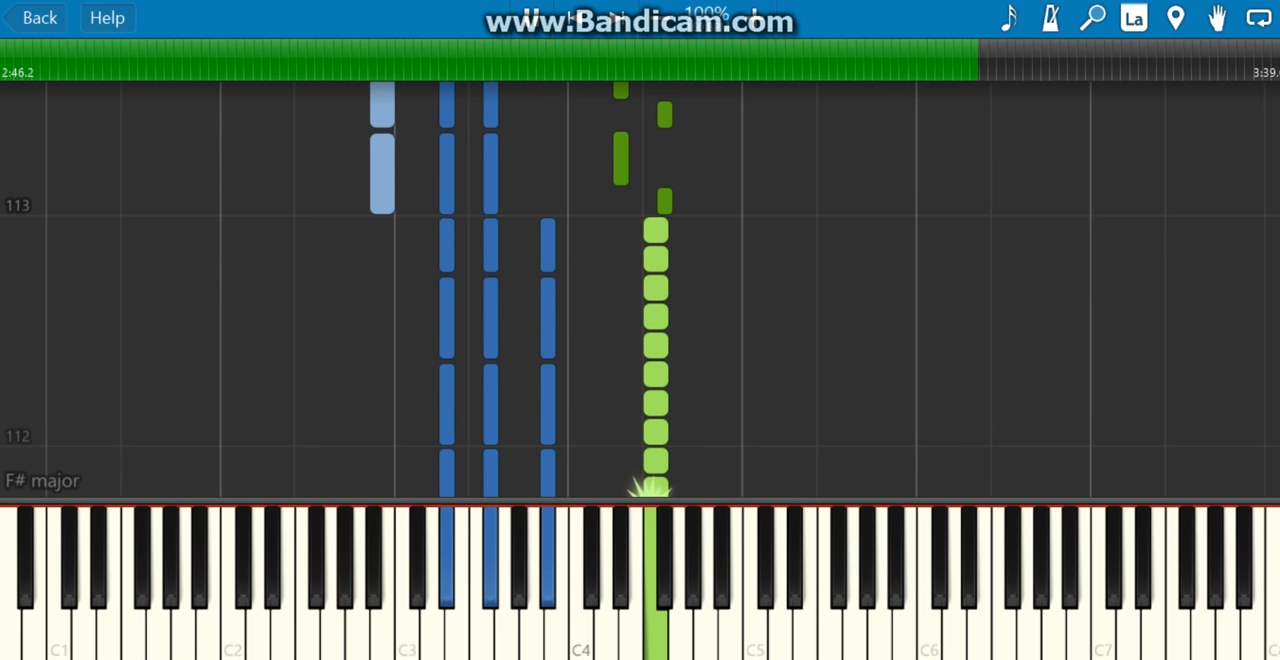 Back
Help
100%
www.Bandicam.com
La
2:46.2
3:39.
113
112
F# major
C1
C2
C3
C4
C5
C6
C7